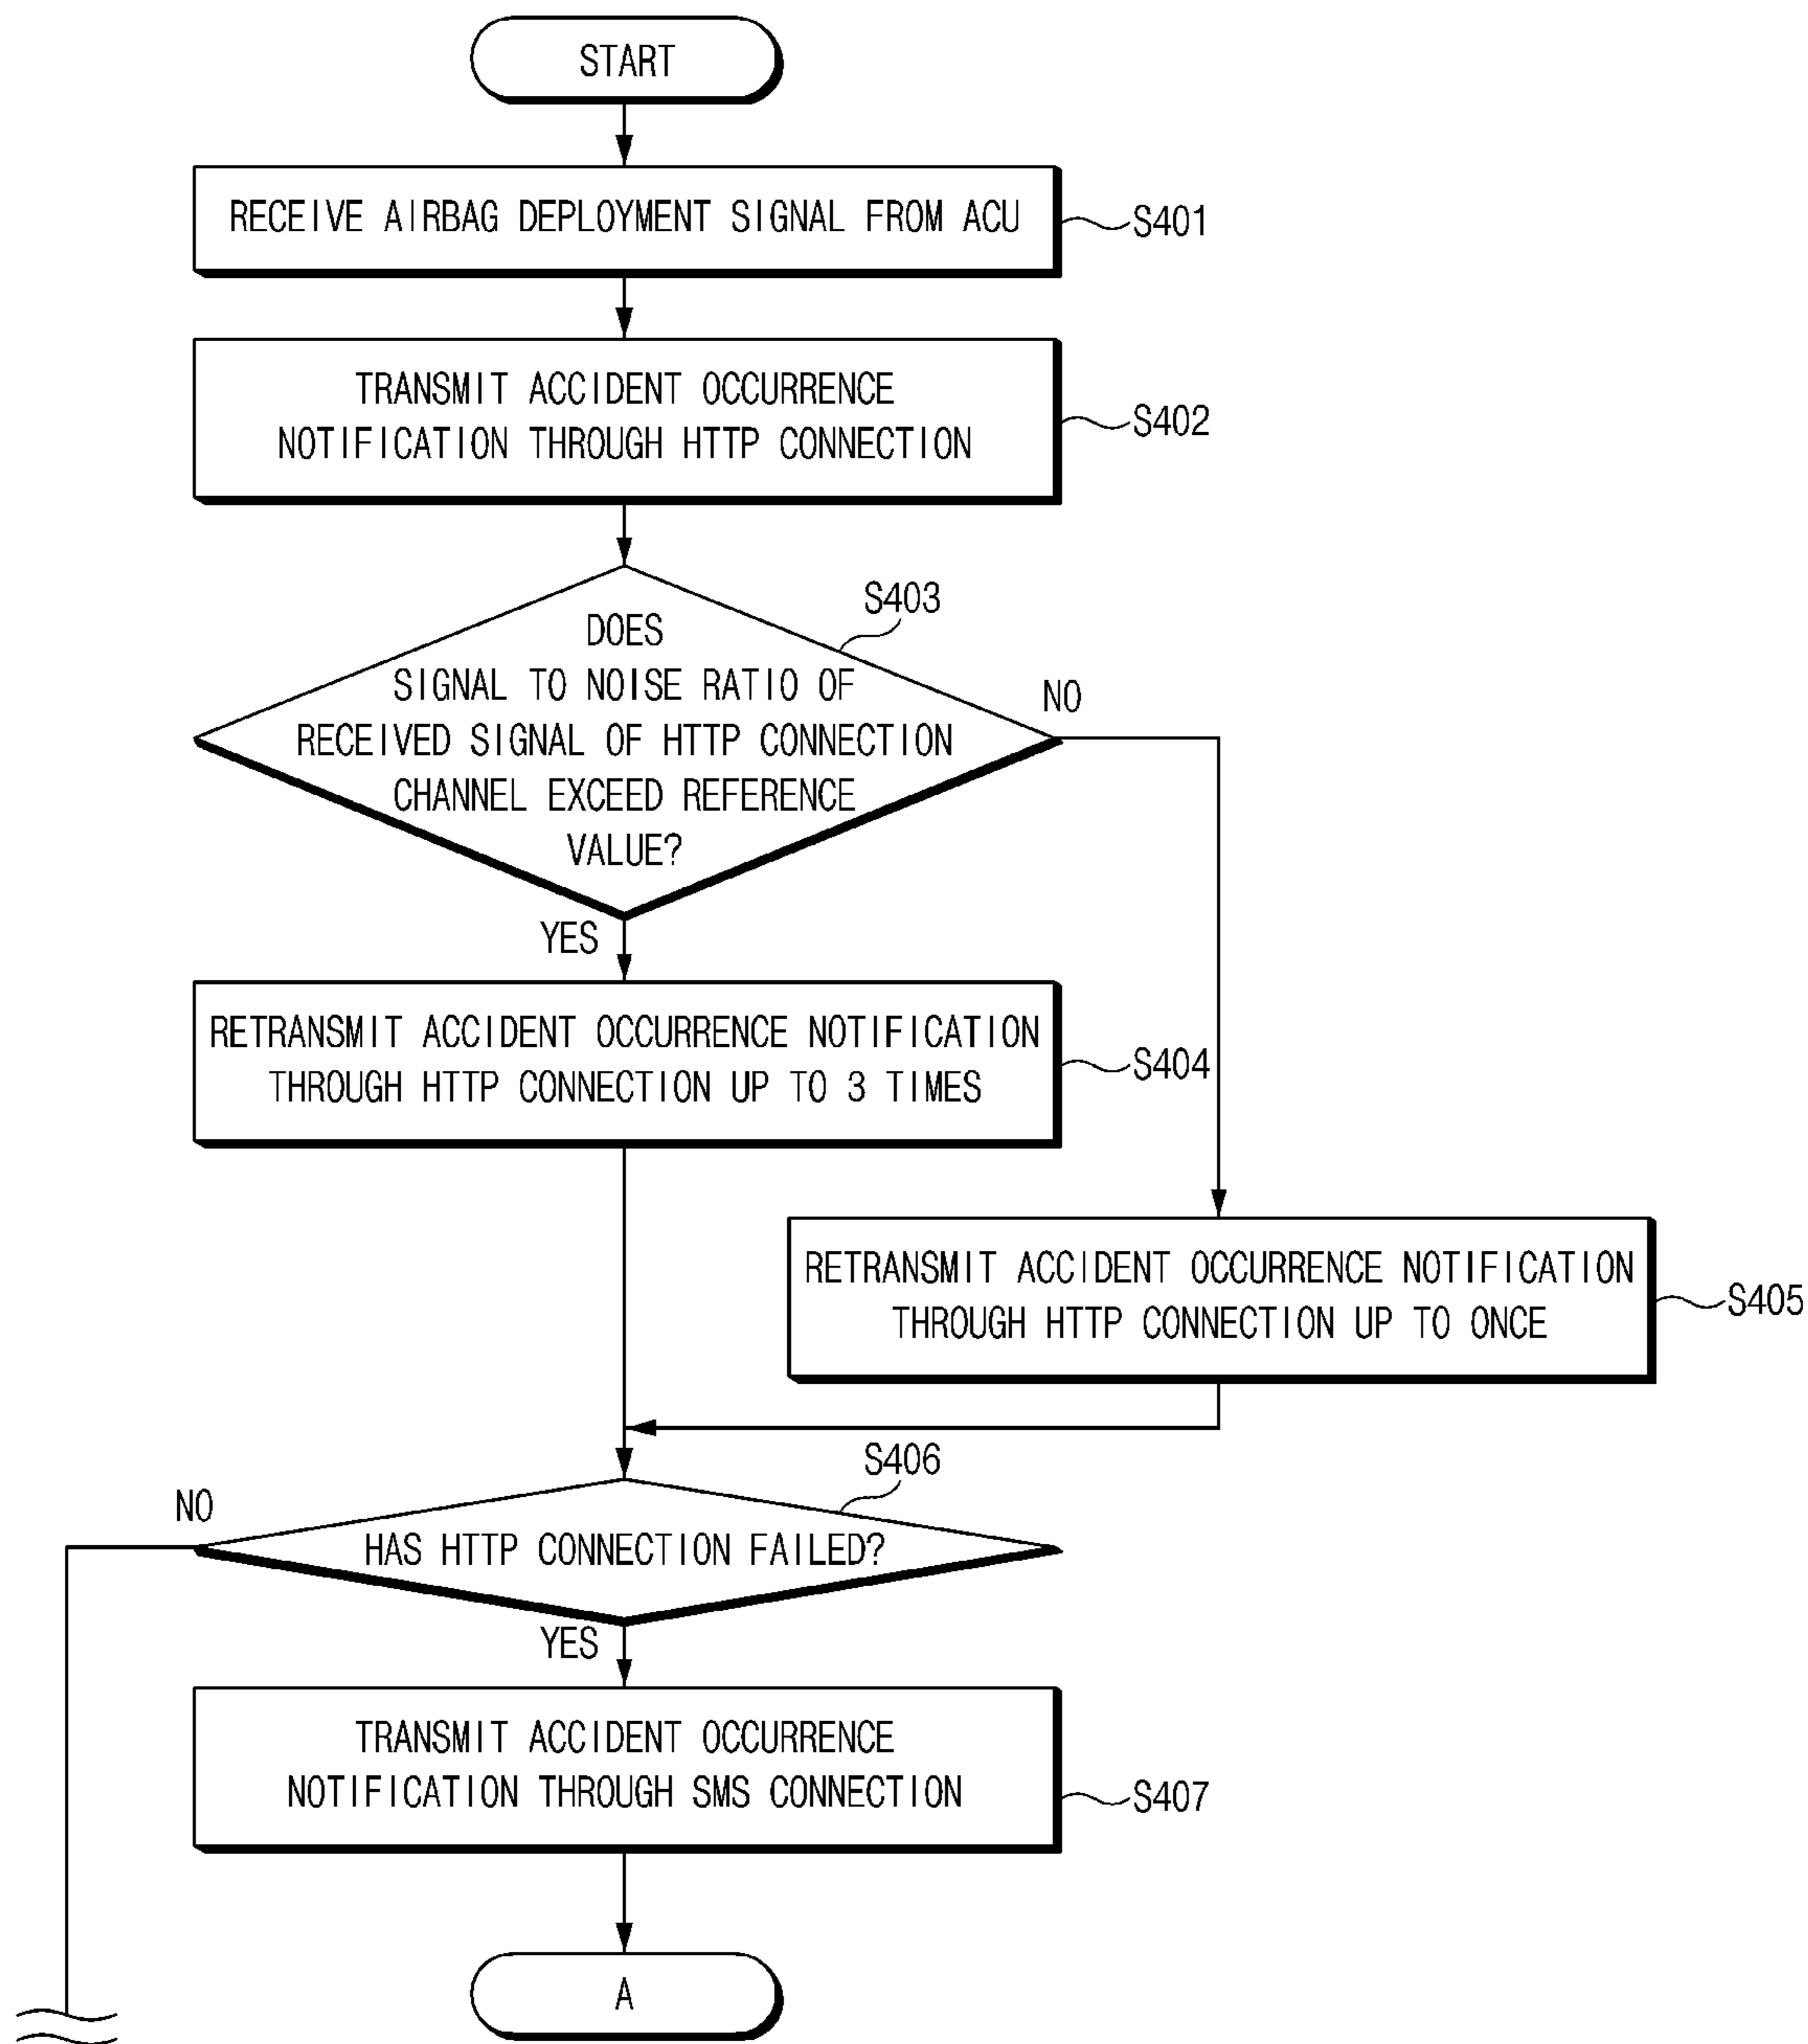 START
RECEIVE AIRBAG DEPLOYMENT SIGNAL FROM ACU
S401
TRANSMIT ACCIDENT OCCURRENCE
NOTIFICATION THROUGH HTTP CONNECTION
S402
S403
DOES
SIGNAL TO NOISE RATIO OF
RECEIVED SIGNAL OF HTTP CONNECTION
CHANNEL EXCEED REFERENCE
VALUE?
NO
YES
RETRANSMIT ACCIDENT OCCURRENCE NOTIFICATION
THROUGH HTTP CONNECTION UP TO 3 TIMES
S404
RETRANSMIT ACCIDENT OCCURRENCE NOTIFICATION
THROUGH HTTP CONNECTION UP TO ONCE
S405
S406
NO
HAS HTTP CONNECTION FAILED?
YES
TRANSMIT ACCIDENT OCCURRENCE
NOTIFICATION THROUGH SMS CONNECTION
S407
A